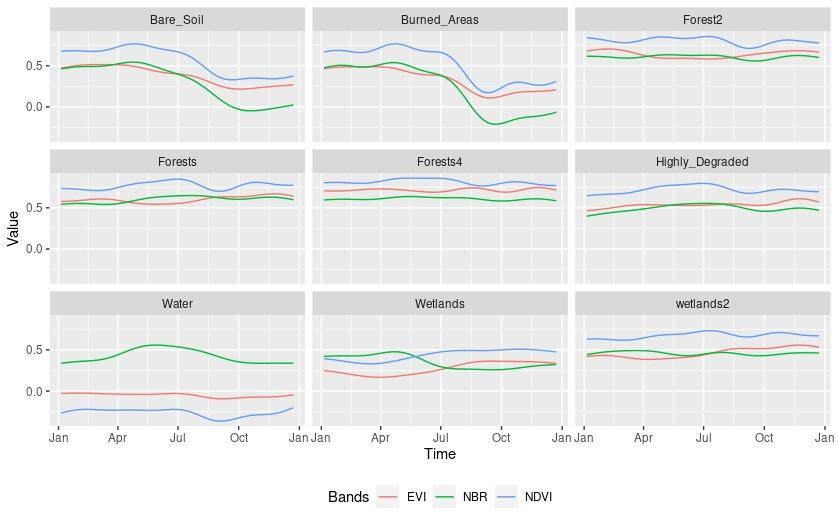 Bare_Soil Burned_Areas Forest2
0.5
0.0
Forests Forests4 Highly_Degraded
0.5
0.0
Value
Water Wetlands wetlands2
0.5
0.0
Jan Apr Jul Oct Jan Jan Apr Jul Oct Jan Jan Apr Jul Oct Jan
Time
Bands EVI NBR NDVI